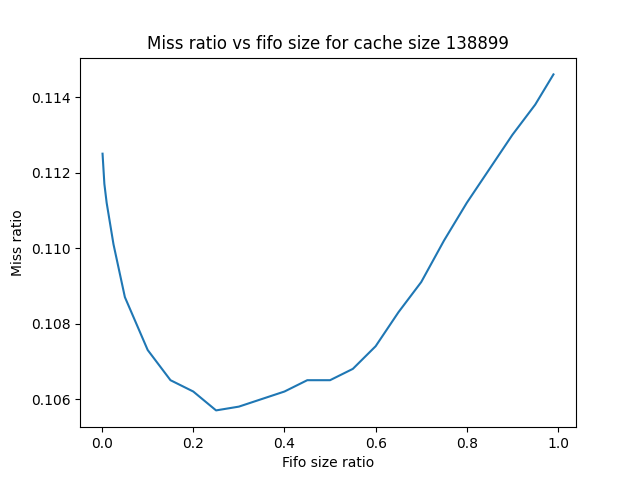 Miss ratio vs fifo size for cache size 138899
Miss ratio
0.114
0.112
0.110
0.108
0.106
0.0 0.2 0.4 0.6 0.8 1.0
Fifo size ratio